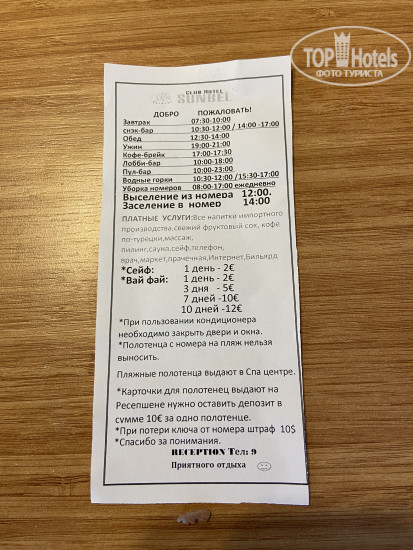 TOP Hotels
ФОТО ТУРИСТА
CLUB HOTEL
SUNBEL
ДОБРО ПОЖАЛОВАТЬ!
Завтрак 07:30-10:00
снэк-бар 10:30-12:00 / 14:00 -17:00
Обед 12:30-14:00
Ужин 19:00-21:00
Кофе-брейк 17:00-17:30
Лобби-бар 10:00-18:00
Пул-бар 10:00-23:00
Водные горки 10:30-12:00 /15:30-17:00
Уборка номеров 08:00-17:00 ежедневно
Выселение из номера 12:00.
Заселение в номер 14:00
ПЛАТНЫЕ УСЛУГИ:Все напитки импортного
производства,свежий фруктовый сок, кофе
по-турецки,массаж,
пилинг,сауна,сейф,телефон,
врач,маркет,прачечная,Интернет,Бильярд
*Сейф: 1 день - 2€
*Вай фай: 1 день - 2€
3 дня - 5€
7 дней -10€
10 дней -12€
*При пользовании кондиционера
необходимо закрыть двери и окна.
*Полотенца с номера на пляж нельзя
выносить.
Пляжные полотенца выдают в Спа центре.
*Карточки для полотенец выдают на
Ресепшене нужно оставить депозит в
сумме 10€ за одно полотенце.
*При потери ключа от номера штраф 10$
*Спасибо за понимания.
RECEPTION Тел: 9
Приятного отдыха